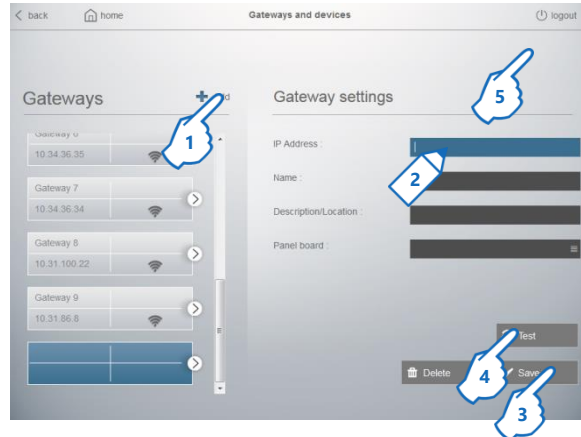 back
home
Gateways and devices
logout
Gateways
Gateway settings
5
1
10.34.36.35
IP Address :
2
Gateway 7
Name :
10.34.36.34
Description/Location :
Gateway 8
Panel board :
10.31.100.22
Gateway 9
10.31.86.8
Test
Delete
4
Save
3